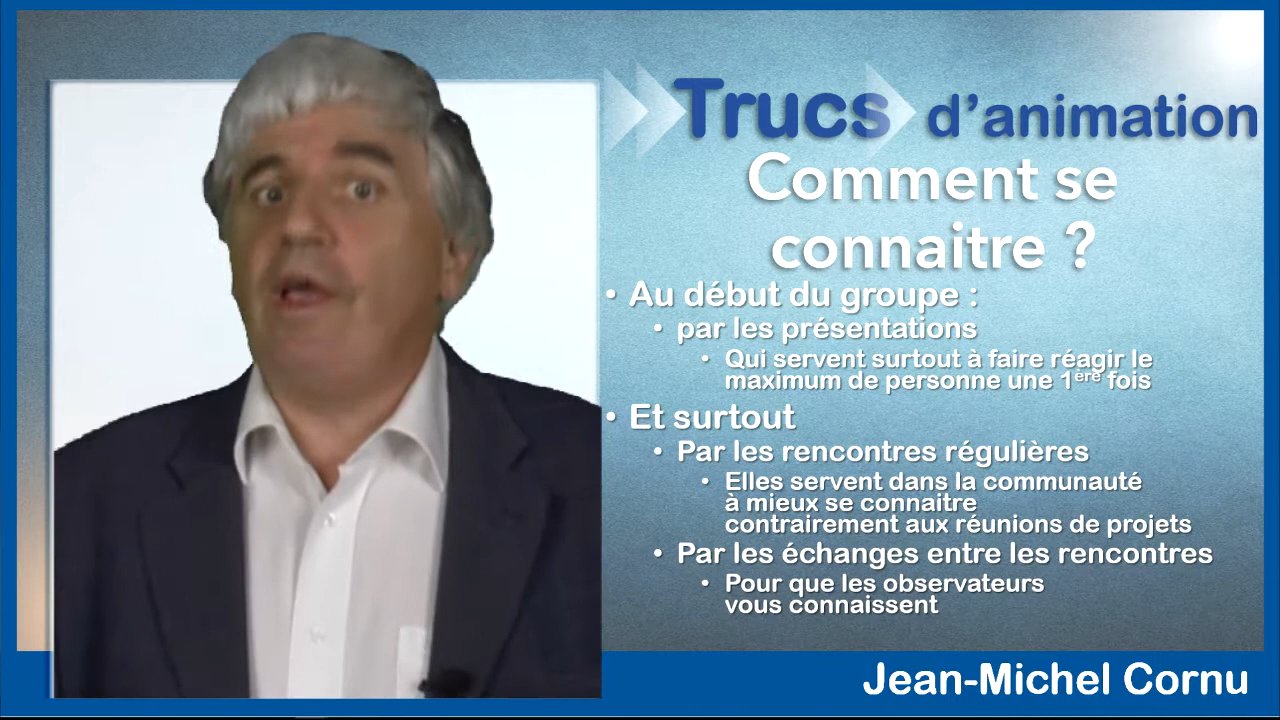 Trucs d'animation
Comment se
connaitre ?
• Au début du groupe :
• par les présentations
• Qui servent surtout à faire réagir le
maximum de personne une 1ère fois
• Et surtout
• Par les rencontres régulières
• Elles servent dans la communauté
à mieux se connaitre
contrairement aux réunions de projets
• Par les échanges entre les rencontres
• Pour que les observateurs
vous connaissent
Jean-Michel Cornu